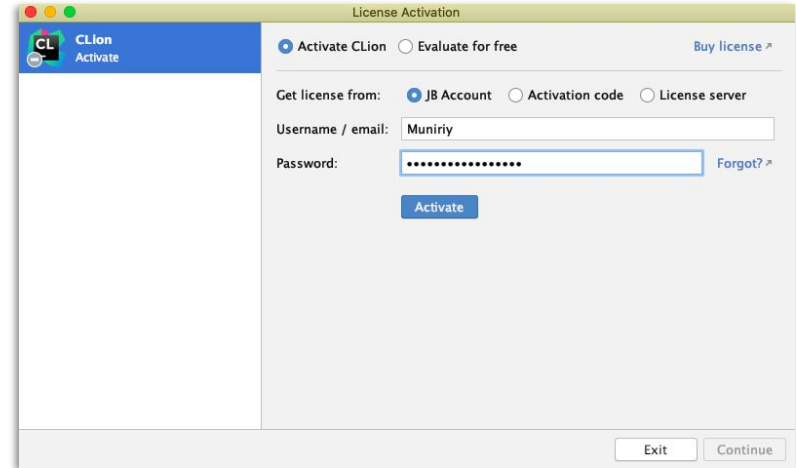 License Activation
CL
CLion
Activate
Activate CLion Evaluate for free Buy license
Get license from: JB Account Activation code License server
Username / email: Muniriy
Password: ••••••••••••••••• Forgot?
Activate
Exit Continue